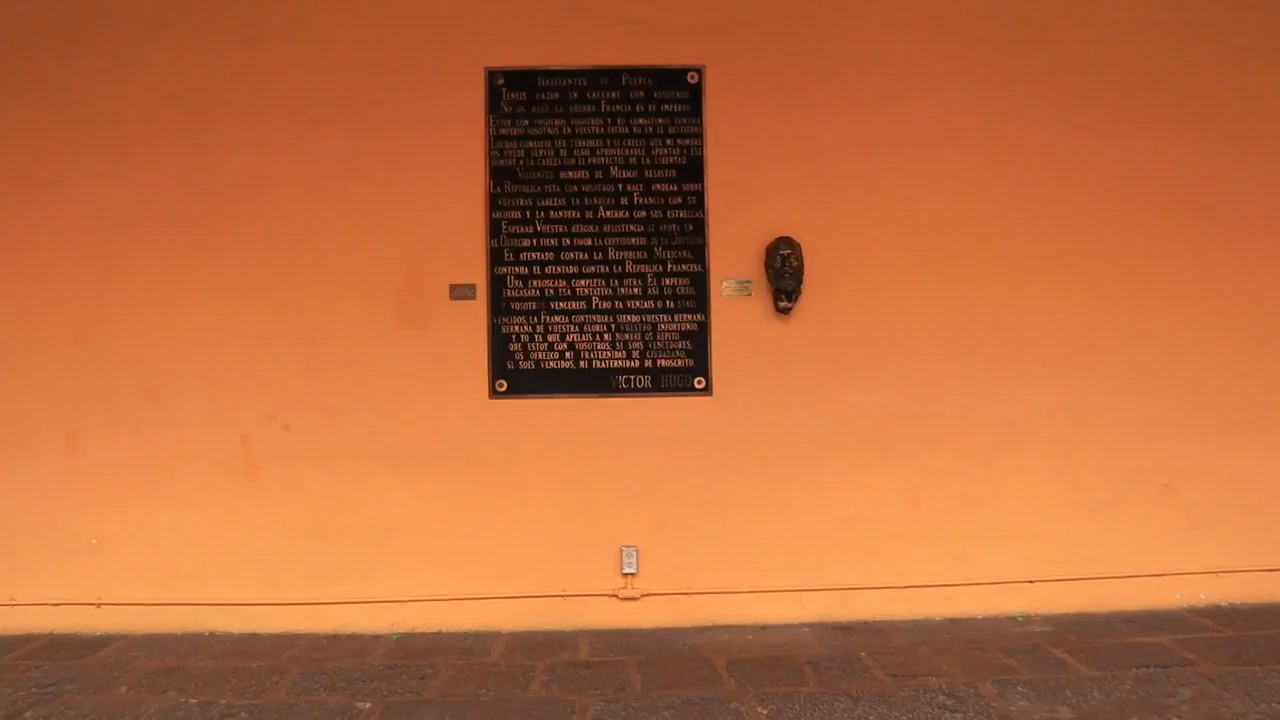 HABITANTES DE PUEBLA
TENEIS RAZON EN CREERME CON VOSOTROS
NO OS HACE LA GUERRA FRANCIA ES EL IMPERIO
ESTOY CON VOSOTROS VOSOTROS Y YO COMBATIMOS CONTRA
EL IMPERIO VOSOTROS EN VUESTRA PATRIA YO EN EL DESTIERRO
LUCHAD COMBATIR SED TERRIBLES Y SI CREEIS QUE MI NOMBRE
OS PUEDE SERVIR DE ALGO APROVECHADLE APUNTAD A ESE
HOMBRE A LA CABEZA CON EL PROYECTIL DE LA LIBERTAD
VALIENTES HOMBRES DE MEXICO RESISTID
LA REPUBLICA ESTA CON VOSOTROS Y HACE ONDEAR SOBRE
VUESTRAS CABEZAS LA BANDERA DE FRANCIA CON SU
ARCOIRIS Y LA BANDERA DE AMERICA CON SUS ESTRELLAS.
ESPERAD VUESTRA HEROICA RESISTENCIA SE APOYA EN
EL DERECHO Y TIENE EN FAVOR LA CERTIDUMBRE DE LA JUSTICIA
EL ATENTADO CONTRA LA REPUBLICA MEXICANA,
CONTINUA EL ATENTADO CONTRA LA REPUBLICA FRANCESA.
UNA EMBOSCADA, COMPLETA LA OTRA. EL IMPERIO
FRACASARA EN ESA TENTATIVA INFAME ASI LO CREO,
Y VOSOTROS VENCEREIS PERO YA VENZAIS O YA SEAIS
VENCIDOS, LA FRANCIA CONTINUARA SIENDO VUESTRA HERMANA,
HERMANA DE VUESTRA GLORIA Y VUESTRO INFORTUNIO.
Y YO YA QUE APELAIS A MI NOMBRE OS REPITO
QUE ESTOY CON VOSOTROS; SI SOIS VENCEDORES;
OS OFREZCO MI FRATERNIDAD DE CIUDADANO,
SI SOIS VENCIDOS, MI FRATERNIDAD DE PROSCRITO.
VICTOR HUGO